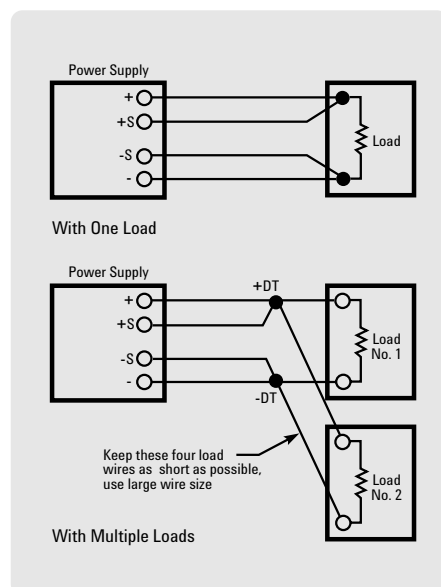 Power Supply
+
+S
-S
-
Load
With One Load
Power Supply
+DT
+
+S
-S
-
Load
No. 1
-DT
Keep these four load
wires as short as possible,
use large wire size
Load
No. 2
With Multiple Loads